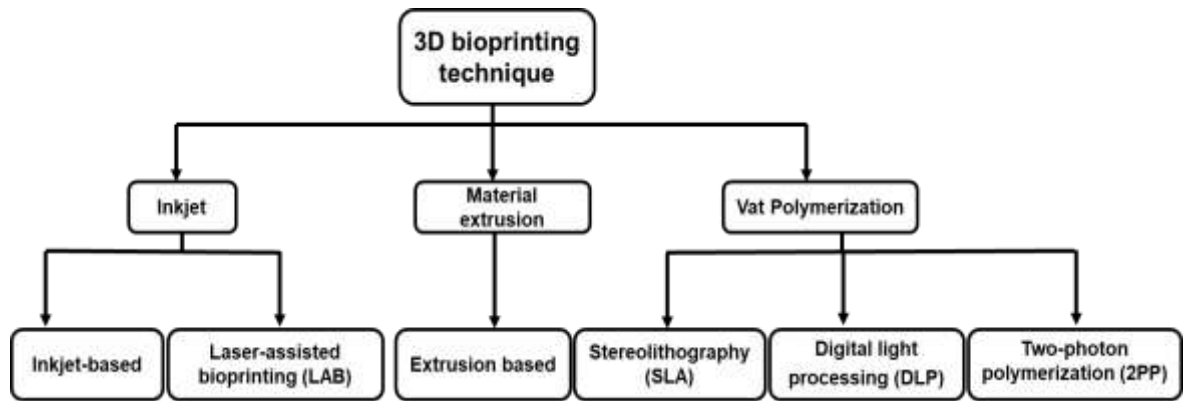 3D bioprinting
technique
Inkjet
Material
extrusion
Vat Polymerization
Inkjet-based
Laser-assisted
bioprinting (LAB)
Extrusion based
Stereolithography
(SLA)
Digital light
processing (DLP)
Two-photon
polymerization (2PP)